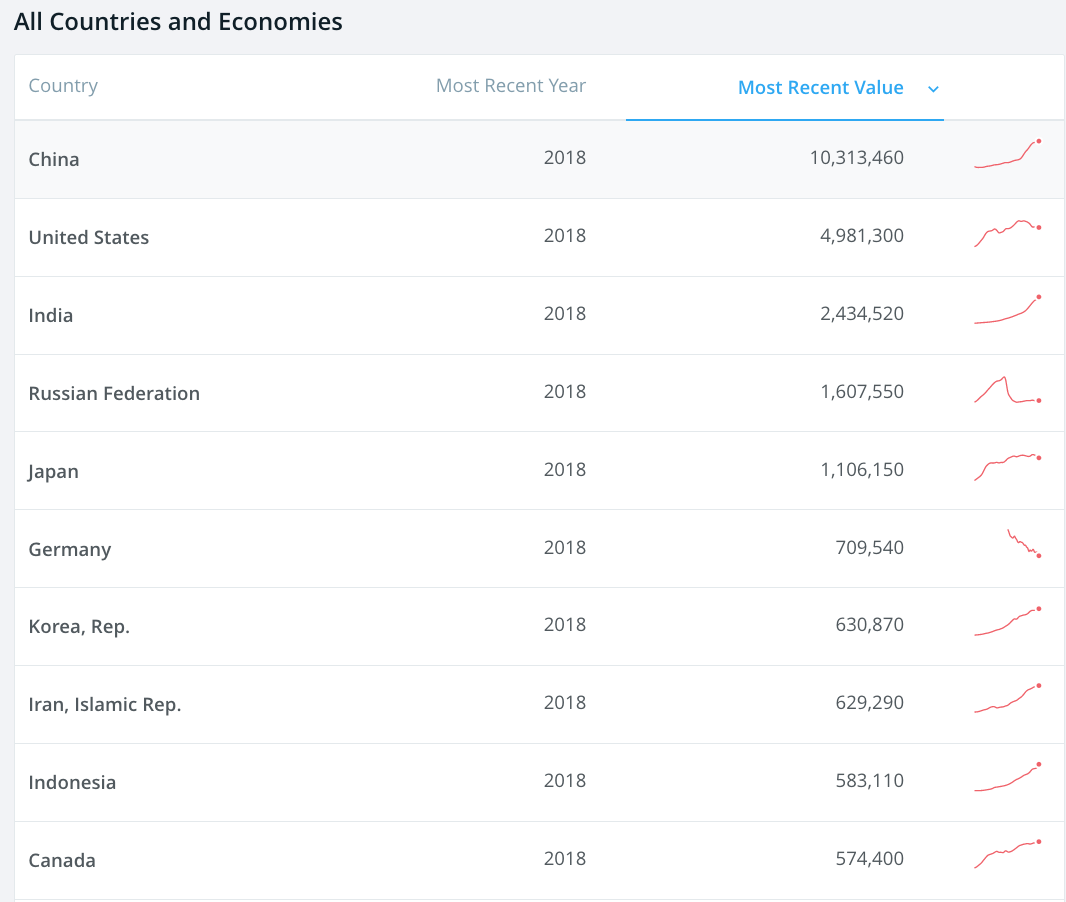 All Countries and Economies
Country Most Recent Year Most Recent Value
China 2018 10,313,460
United States 2018 4,981,300
India 2018 2,434,520
Russian Federation 2018 1,607,550
Japan 2018 1,106,150
Germany 2018 709,540
Korea, Rep. 2018 630,870
Iran, Islamic Rep. 2018 629,290
Indonesia 2018 583,110
Canada 2018 574,400